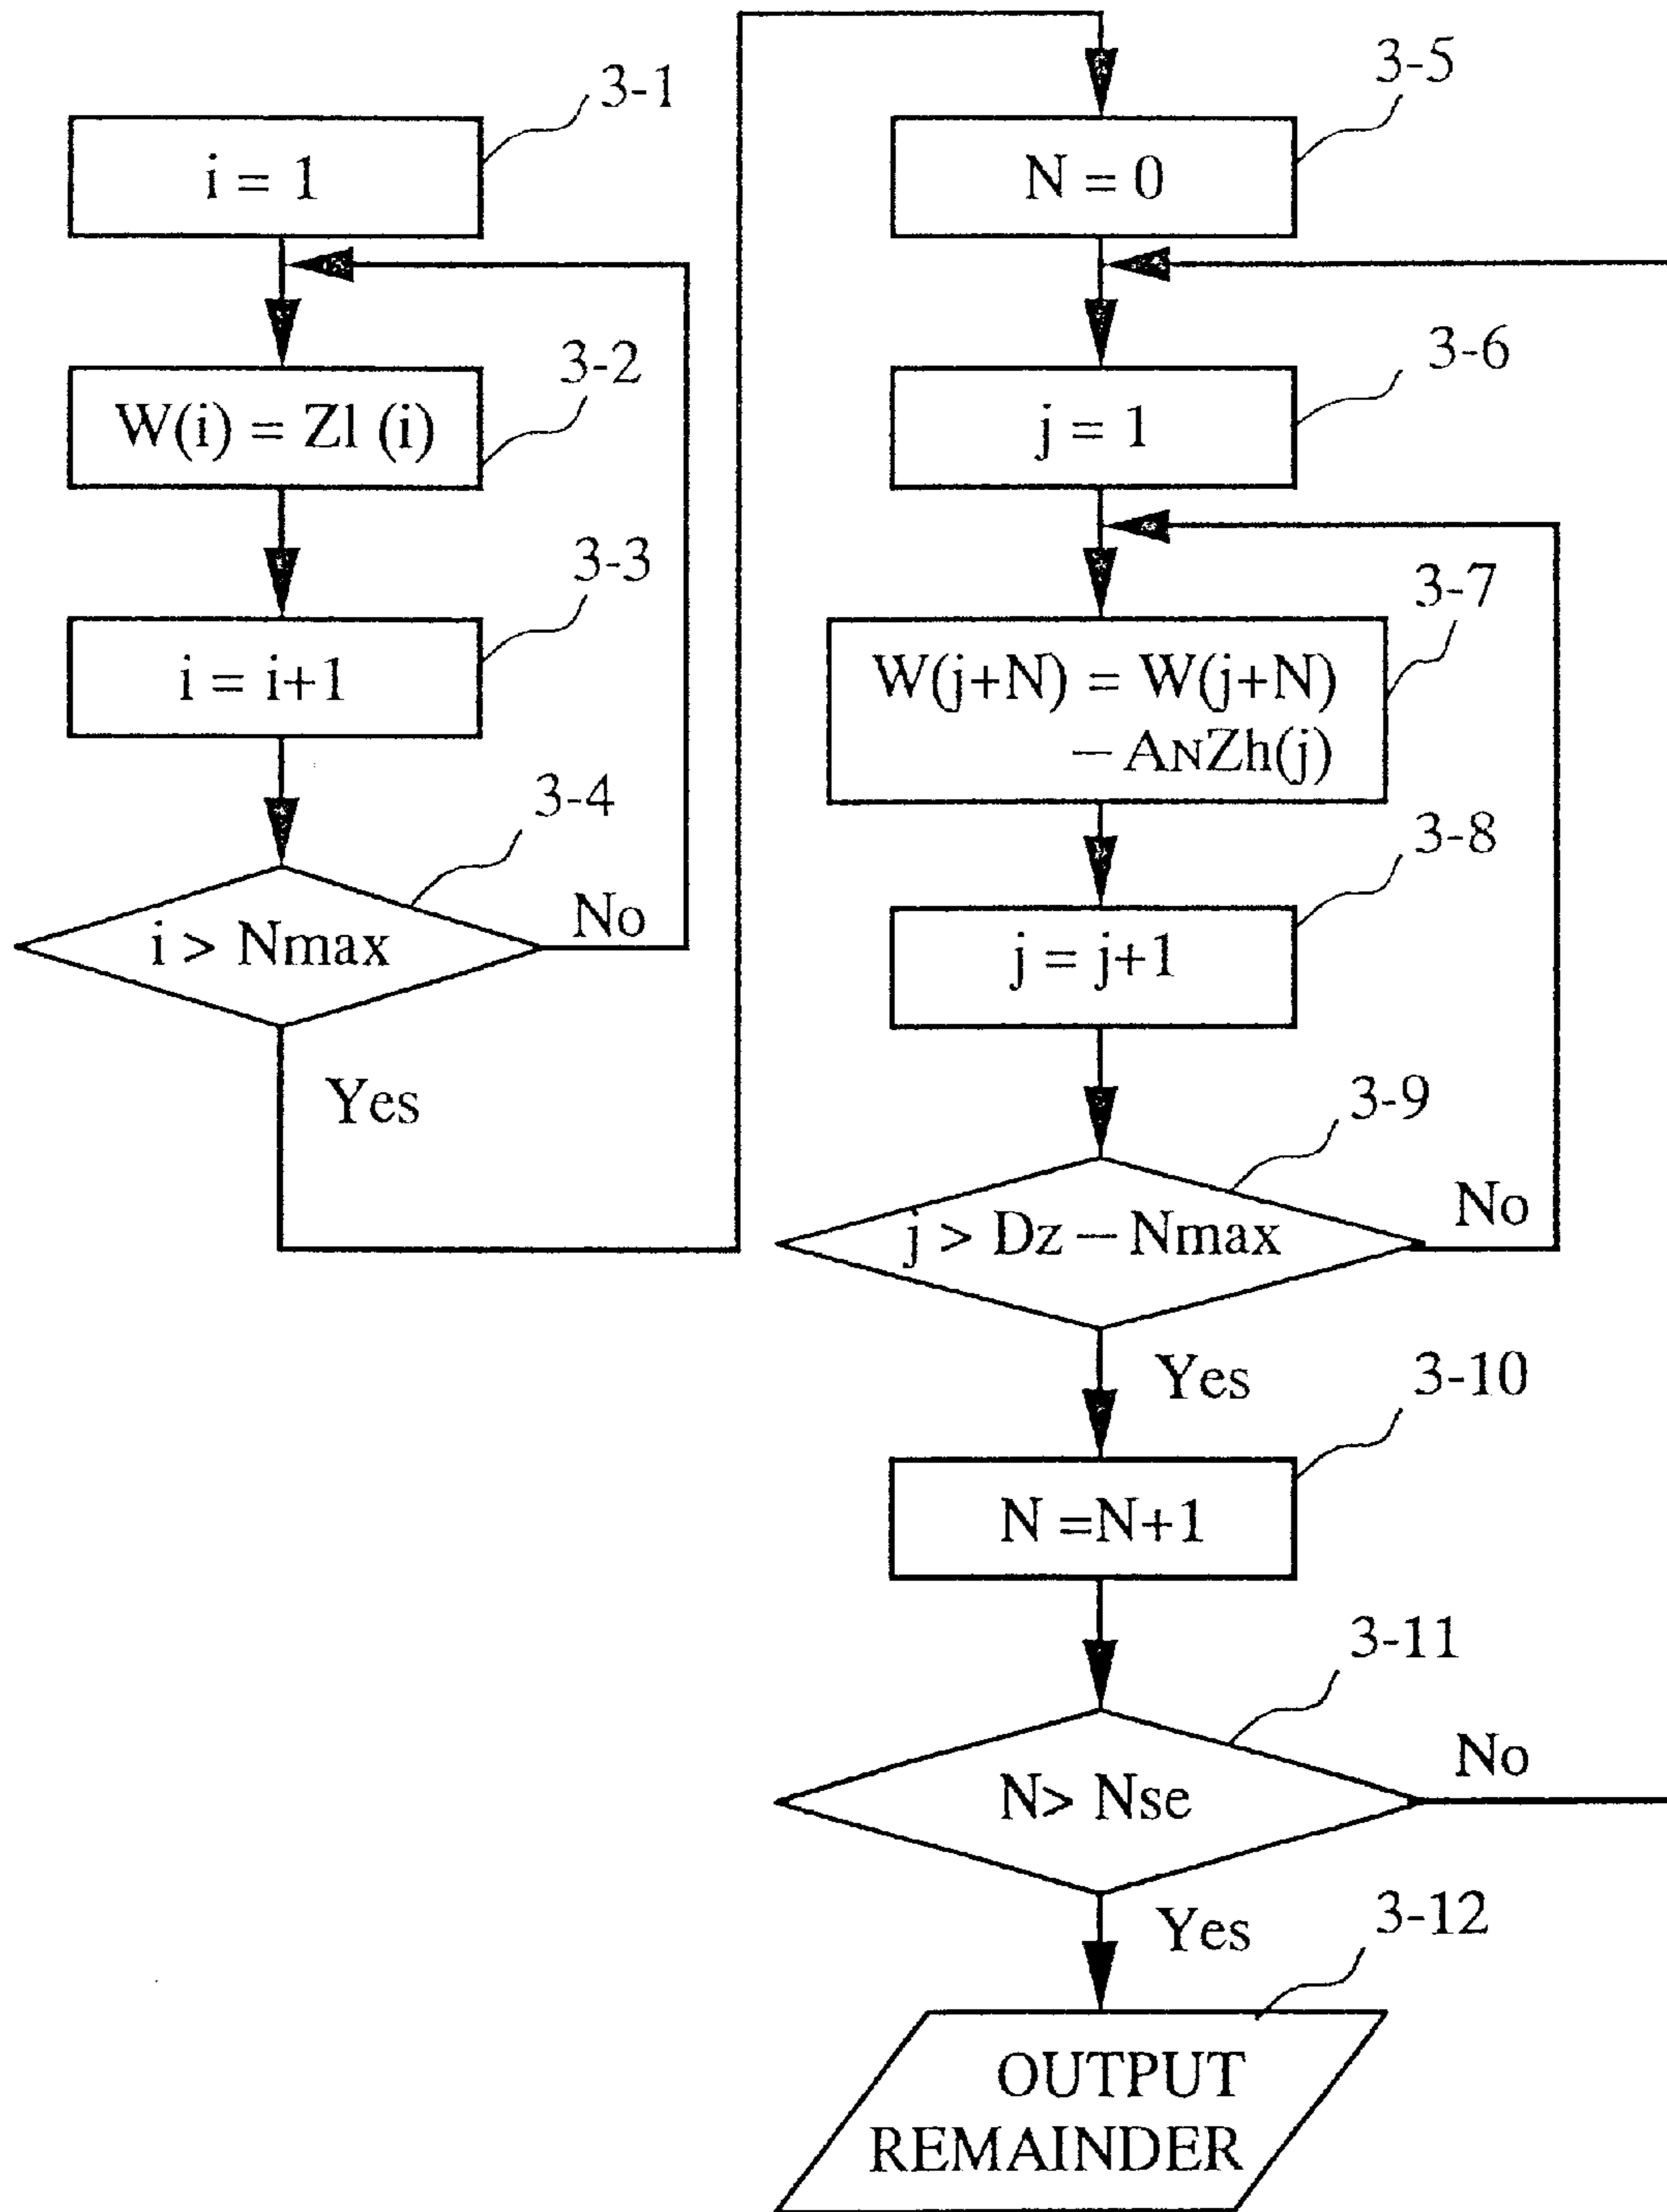 3-1
i = 1
3-2
W(i) = Zl (i)
3-3
i = i+1
3-4
i > Nmax
No
Yes
3-5
N = 0
3-6
j = 1
3-7
W(j+N) = W(j+N)
– ANZh(j)
3-8
j = j+1
3-9
j > Dz – Nmax
No
Yes
3-10
N =N+1
3-11
N> Nse
No
Yes
3-12
OUTPUT
REMAINDER